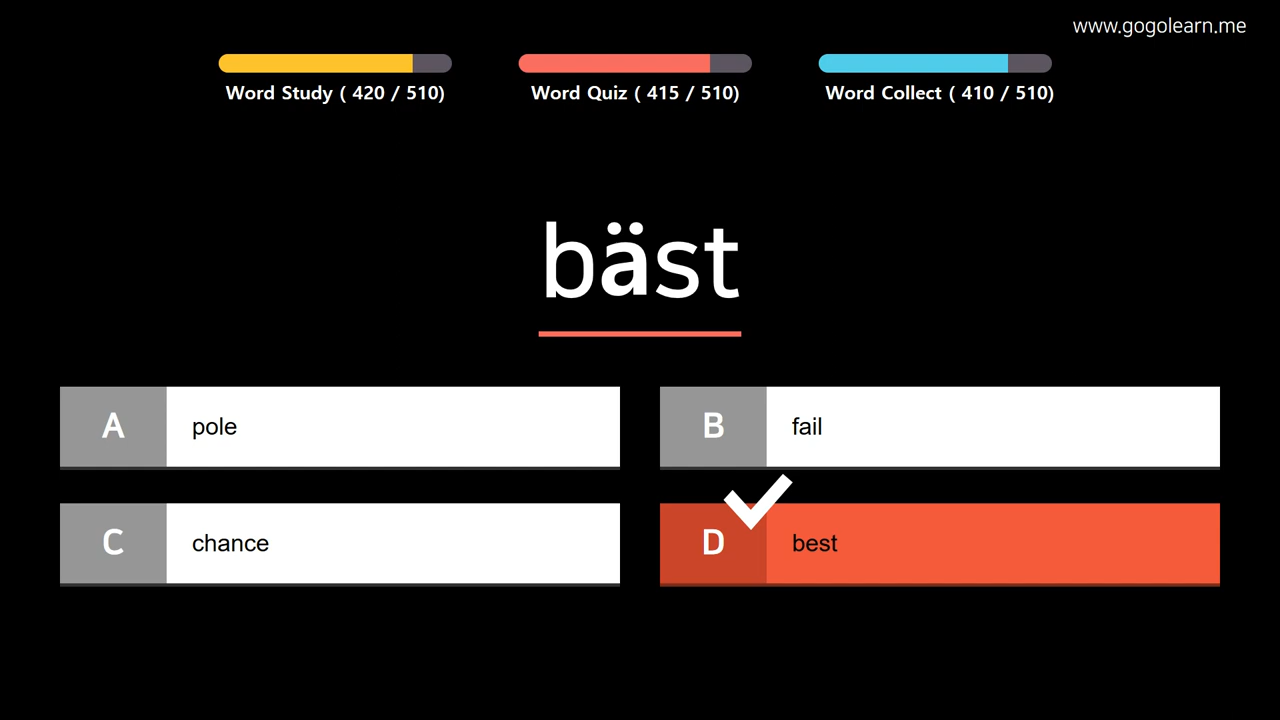 www.gogolearn.me
Word Study ( 420 / 510)
Word Quiz ( 415 / 510)
Word Collect ( 410 / 510)
bäst
A pole
B fail
C chance
D best